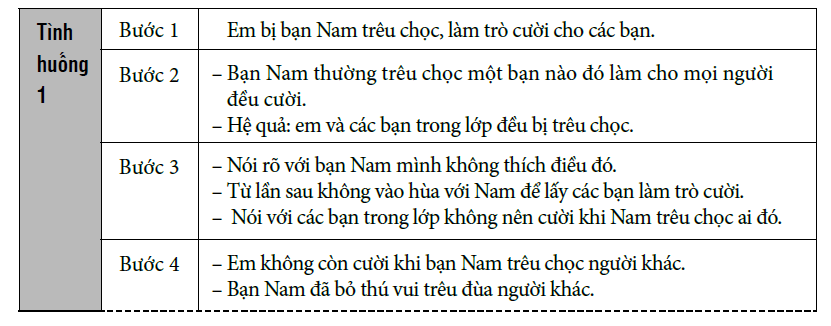 Tình huống 1
Bước 1
Em bị bạn Nam trêu chọc, làm trò cười cho các bạn.
Bước 2
– Bạn Nam thường trêu chọc một bạn nào đó làm cho mọi người
đều cười.
– Hệ quả: em và các bạn trong lớp đều bị trêu chọc.
Bước 3
– Nói rõ với bạn Nam mình không thích điều đó.
– Từ lần sau không vào hùa với Nam để lấy các bạn làm trò cười.
– Nói với các bạn trong lớp không nên cười khi Nam trêu chọc ai đó.
Bước 4
– Em không còn cười khi bạn Nam trêu chọc người khác.
– Bạn Nam đã bỏ thú vui trêu đùa người khác.